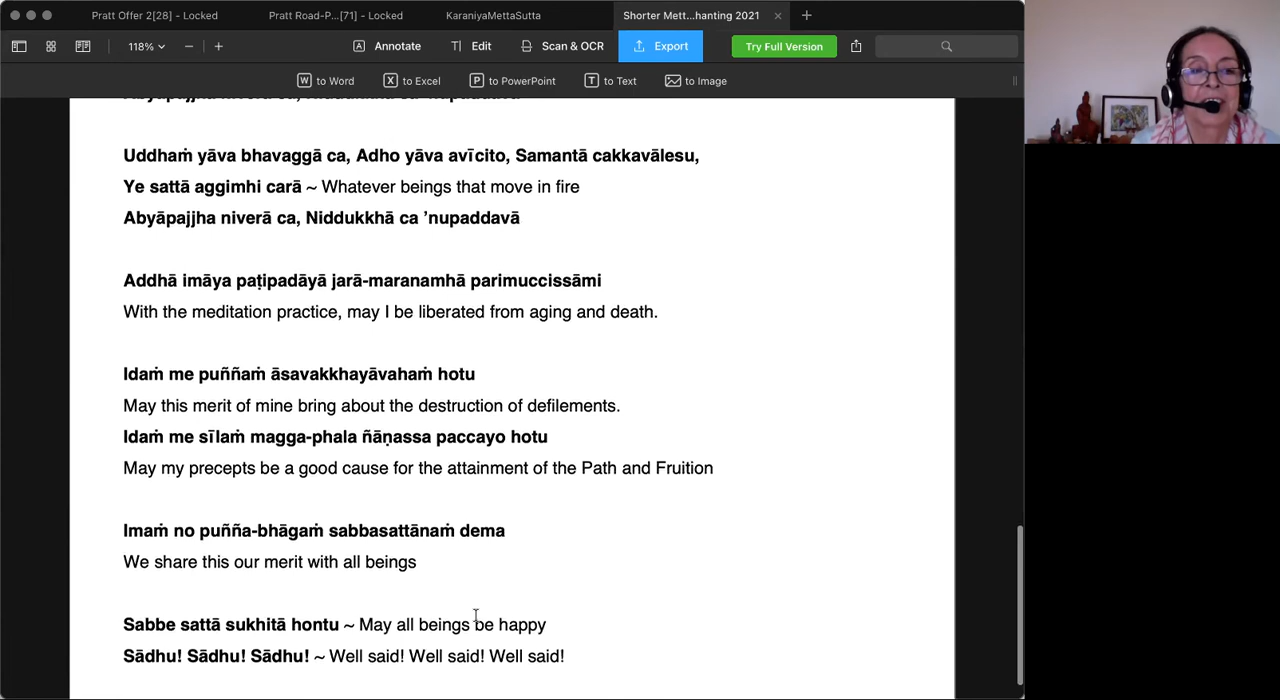 Pratt Offer 2[28] - Locked
Pratt Road-P...[71] - Locked
KaraniyaMettaSutta
Shorter Mett...hanting 2021
118%
Annotate
Edit
Scan & OCR
Export
Try Full Version
to Word
to Excel
to PowerPoint
to Text
to Image
Uddhaṁ yāva bhavaggā ca, Adho yāva avīcito, Samantā cakkavālesu,
Ye sattā aggimhi carā ~ Whatever beings that move in fire
Abyāpajjha niverā ca, Niddukkhā ca ’nupaddavā
Addhā imāya paṭipadāyā jarā-maranamhā parimuccissāmi
With the meditation practice, may I be liberated from aging and death.
Idaṁ me puññaṁ āsavakkhayāvahaṁ hotu
May this merit of mine bring about the destruction of defilements.
Idaṁ me sīlaṁ magga-phala ñāṇassa paccayo hotu
May my precepts be a good cause for the attainment of the Path and Fruition
Imaṁ no puñña-bhāgaṁ sabbasattānaṁ dema
We share this our merit with all beings
Sabbe sattā sukhitā hontu ~ May all beings be happy
Sādhu! Sādhu! Sādhu! ~ Well said! Well said! Well said!